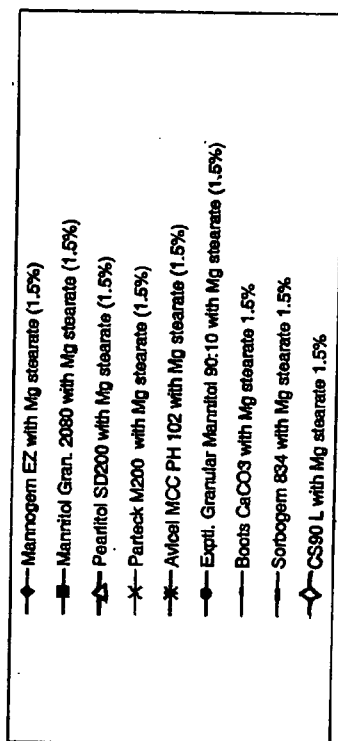 Mannogem EZ with Mg stearate (1.5%)
Mannitol Gran. 2080 with Mg stearate (1.5%)
Pearlitol SD200 with Mg stearate (1.5%)
Parteck M200 with Mg stearate (1.5%)
Avicel MCC PH 102 with Mg stearate (1.5%)
Exptl. Granular Mannitol 90:10 with Mg stearate (1.5%)
Boots CaCO3 with Mg stearate 1.5%
Sorbogem 834 with Mg stearate 1.5%
CS90 L with Mg stearate 1.5%